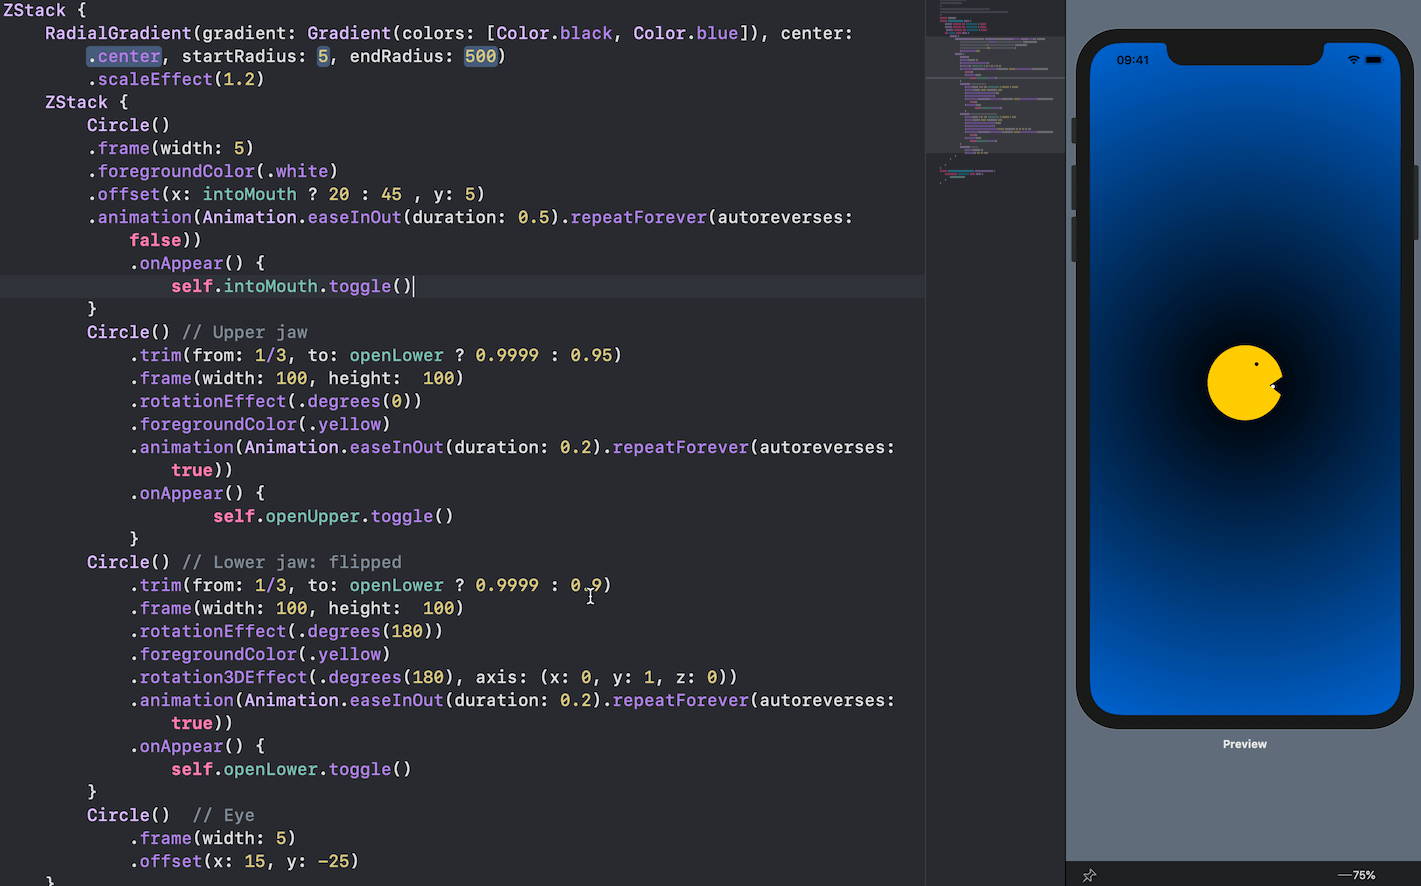 ZStack {
RadialGradient(gradient: Gradient(colors: [Color.black, Color.blue]), center:
.center, startRadius: 5, endRadius: 500)
.scaleEffect(1.2)
ZStack {
Circle()
.frame(width: 5)
.foregroundColor(.white)
.offset(x: intoMouth ? 20 : 45 , y: 5)
.animation(Animation.easeInOut(duration: 0.5).repeatForever(autoreverses:
false))
.onAppear() {
self.intoMouth.toggle()
}
Circle() // Upper jaw
.trim(from: 1/3, to: openLower ? 0.9999 : 0.95)
.frame(width: 100, height:  100)
.rotationEffect(.degrees(0))
.foregroundColor(.yellow)
.animation(Animation.easeInOut(duration: 0.2).repeatForever(autoreverses:
true))
.onAppear() {
self.openUpper.toggle()
}
Circle() // Lower jaw: flipped
.trim(from: 1/3, to: openLower ? 0.9999 : 0.9)
.frame(width: 100, height:  100)
.rotationEffect(.degrees(180))
.foregroundColor(.yellow)
.rotation3DEffect(.degrees(180), axis: (x: 0, y: 1, z: 0))
.animation(Animation.easeInOut(duration: 0.2).repeatForever(autoreverses:
true))
.onAppear() {
self.openLower.toggle()
}
Circle()  // Eye
.frame(width: 5)
.offset(x: 15, y: -25)
}
09:41
Preview
75%